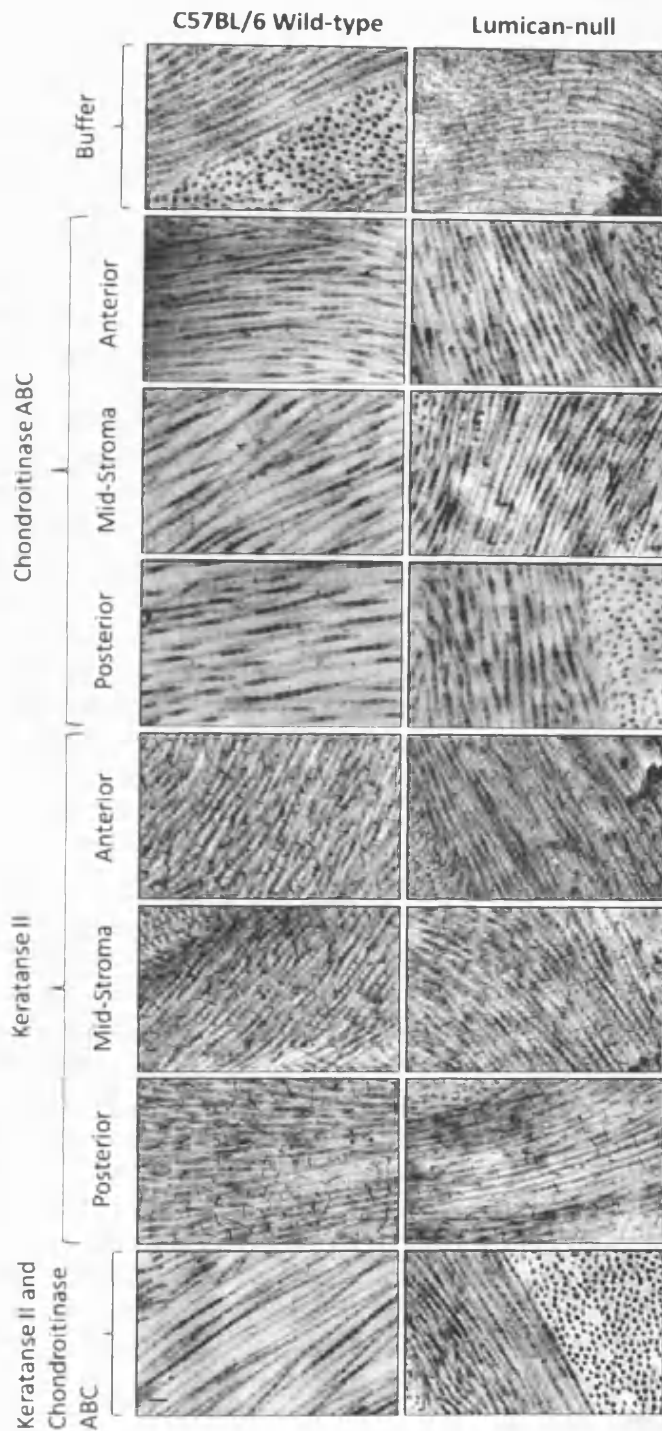 C57BL/6 Wild-type
Lumican-null
Buffer
Chondroitinase ABC
Anterior
Mid-Stroma
Posterior
Keratanse II
Anterior
Mid-Stroma
Posterior
Keratanse II and
Chondroitinase
ABC